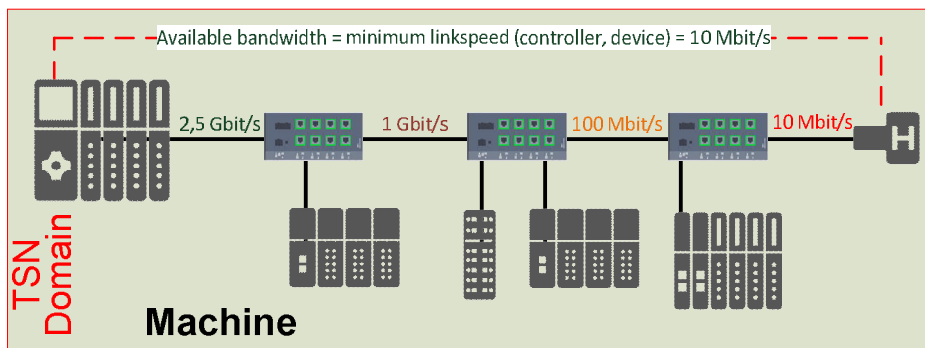 Available bandwidth = minimum linkspeed (controller, device) = 10 Mbit/s
2,5 Gbit/s
1 Gbit/s
100 Mbit/s
10 Mbit/s
TSN
Domain
Machine